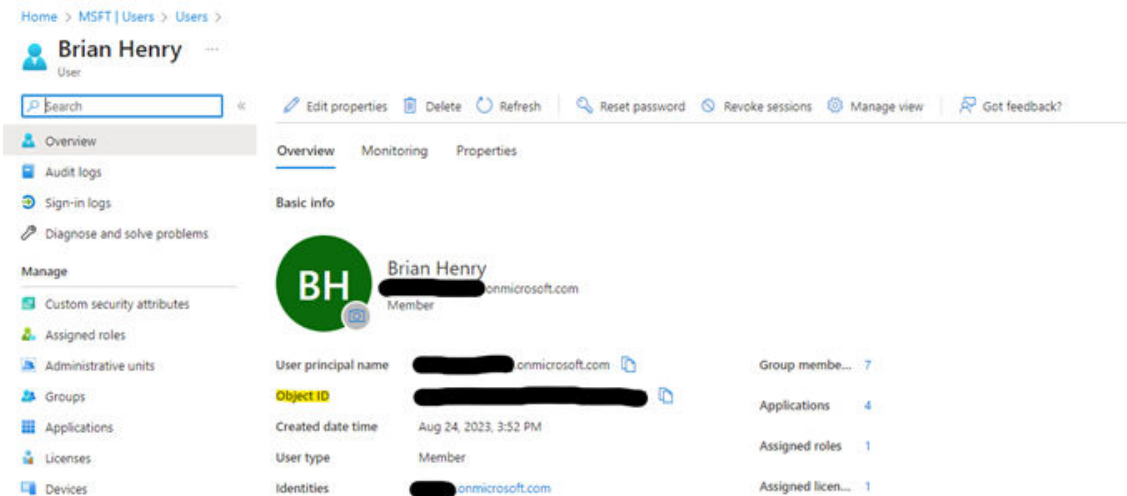 Home > MSFT | Users > Users >
Brian Henry ...
User
Search «
Overview
Audit logs
Sign-in logs
Diagnose and solve problems
Manage
Custom security attributes
Assigned roles
Administrative units
Groups
Applications
Licenses
Devices
Edit properties Delete Refresh Reset password Revoke sessions Manage view Got feedback?
Overview Monitoring Properties
Basic info
BH
Brian Henry
onmicrosoft.com
Member
User principal name .onmicrosoft.com
Object ID
Created date time Aug 24, 2023, 3:52 PM
User type Member
Identities .onmicrosoft.com
Group membe... 7
Applications 4
Assigned roles 1
Assigned licen... 1